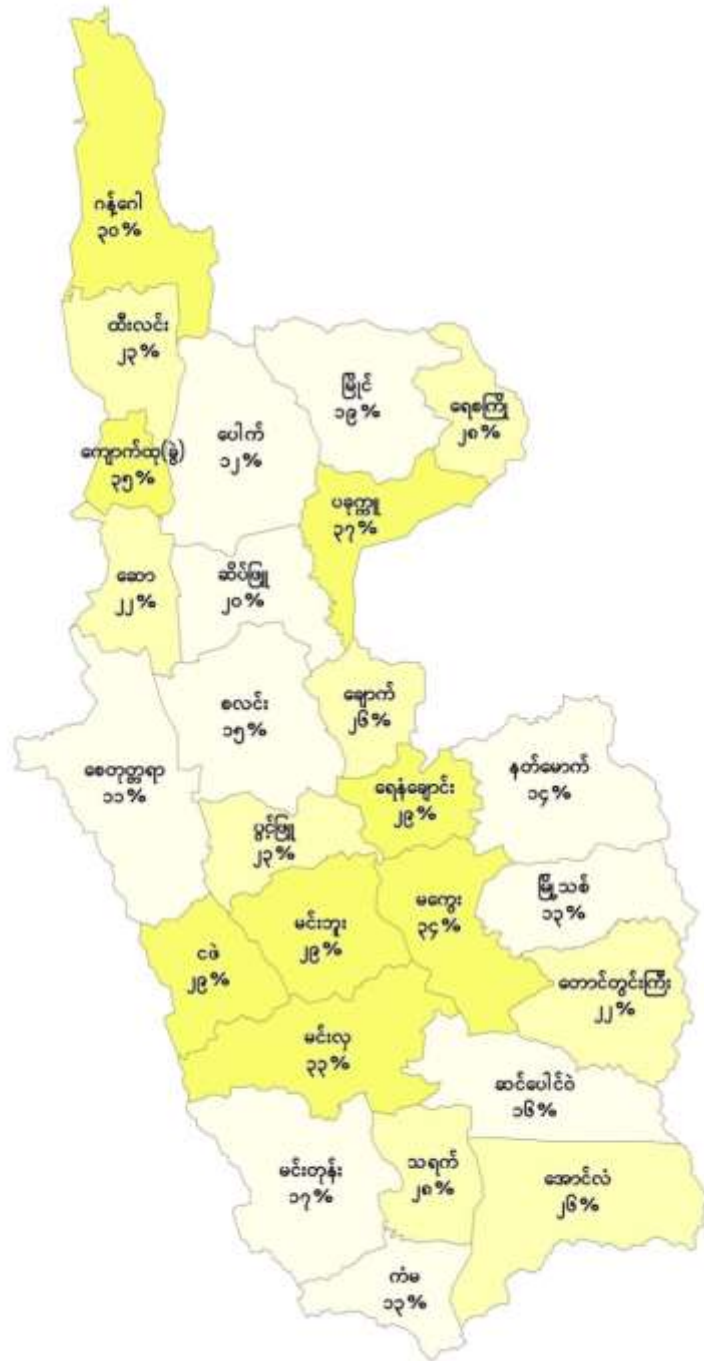 ဂန့်ဂေါ
၃၀%
ထီးလင်း
၂၃%
မြိုင်
၁၉%
ရေစကြို
၂၈%
ပေါက်
၁၂%
ကျောက်ထု(ခွဲ)
၃၅%
ပခုက္ကူ
၃၇%
ဆော
၂၂%
ဆိပ်ဖြူ
၂၀%
စလင်း
၁၅%
ချောက်
၂၆%
စေတုတ္တရာ
၁၁%
ရေနံချောင်း
၂၉%
နတ်မောက်
၁၄%
ပွင့်ဖြူ
၂၃%
မြို့သစ်
၁၃%
မကွေး
၃၄%
မင်းဘူး
၂၉%
ငဖဲ
၂၉%
တောင်တွင်းကြီး
၂၂%
မင်းလှ
၃၃%
ဆင်ပေါင်ဝဲ
၁၆%
မင်းတုန်း
၁၇%
သရက်
၂၈%
အောင်လံ
၂၆%
ကံမ
၁၃%